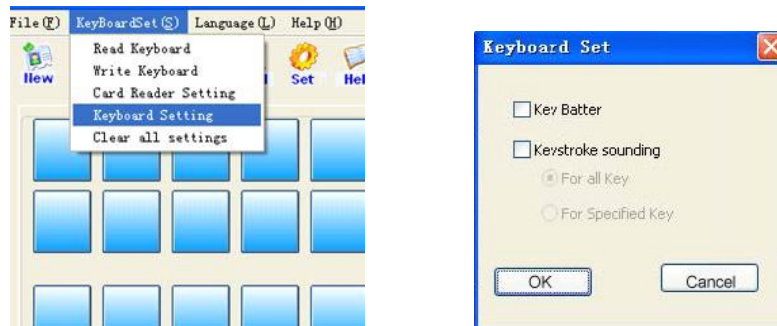 File(F) KeyBoardSet(S) Language(L) Help(H)
Read Keyboard
Write Keyboard
Card Reader Setting
Keyboard Setting
Clear all settings
New Set
Keyboard Set
Key Batter
Keystroke sounding
For all Key
For Specified Key
OK Cancel